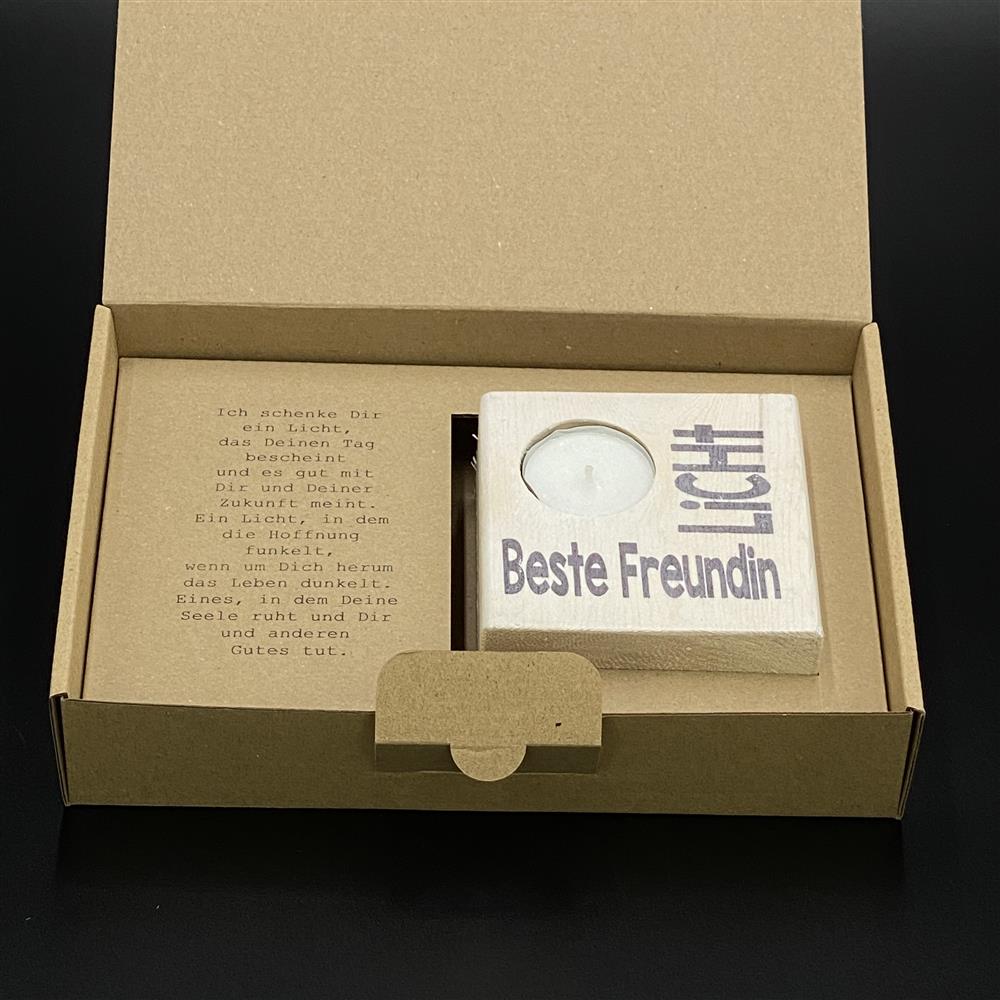 Ich schenke Dir
ein Licht,
das Deinen Tag
bescheint
und es gut mit
Dir und Deiner
Zukunft meint.
Ein Licht, in dem
die Hoffnung
funkelt,
wenn um Dich herum
das Leben dunkelt.
Eines, in dem Deine
Seele ruht und Dir
und anderen
Gutes tut.
LiCHt
Beste Freundin